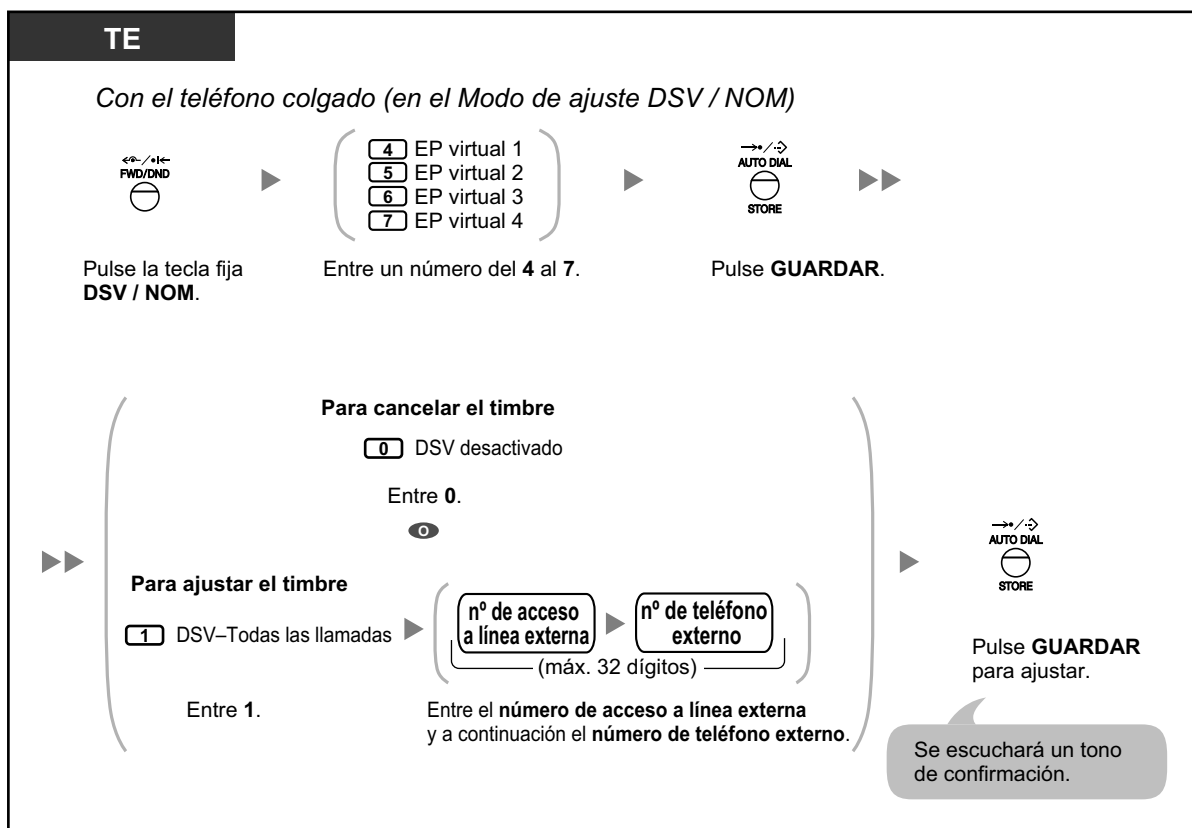 TE
Con el teléfono colgado (en el Modo de ajuste DSV / NOM)
FWD/DND
4 EP virtual 1
5 EP virtual 2
6 EP virtual 3
7 EP virtual 4
AUTO DIAL
STORE
Pulse la tecla fija
DSV / NOM.
Entre un número del 4 al 7.
Pulse GUARDAR.
Para cancelar el timbre
0 DSV desactivado
Entre 0.
O
Para ajustar el timbre
1 DSV–Todas las llamadas
nº de acceso
a línea externa
nº de teléfono
externo
(máx. 32 dígitos)
Entre 1.
Entre el número de acceso a línea externa
y a continuación el número de teléfono externo.
AUTO DIAL
STORE
Pulse GUARDAR
para ajustar.
Se escuchará un tono
de confirmación.